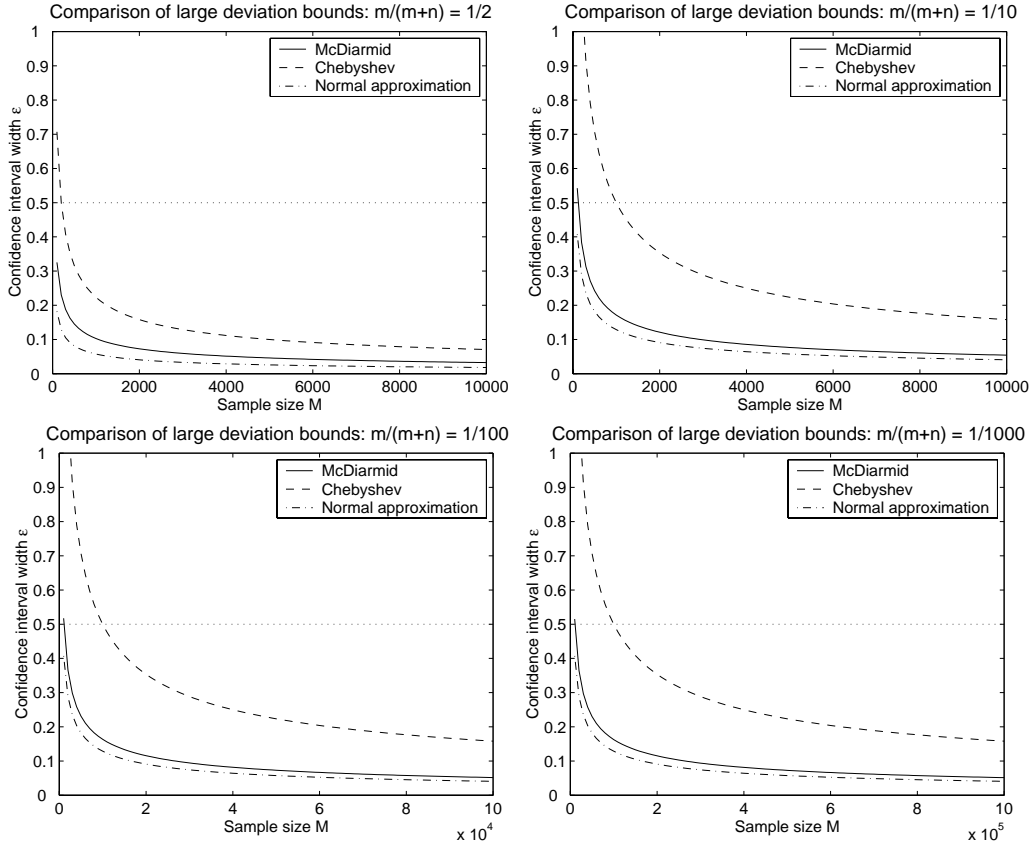 Comparison of large deviation bounds: m/(m+n) = 1/2
1
0.9
0.8
0.7
0.6
0.5
0.4
0.3
0.2
0.1
0
Confidence interval width ε
McDiarmid
Chebyshev
Normal approximation
0 2000 4000 6000 8000 10000
Sample size M
Comparison of large deviation bounds: m/(m+n) = 1/10
1
0.9
0.8
0.7
0.6
0.5
0.4
0.3
0.2
0.1
0
Confidence interval width ε
McDiarmid
Chebyshev
Normal approximation
0 2000 4000 6000 8000 10000
Sample size M
Comparison of large deviation bounds: m/(m+n) = 1/100
1
0.9
0.8
0.7
0.6
0.5
0.4
0.3
0.2
0.1
0
Confidence interval width ε
McDiarmid
Chebyshev
Normal approximation
0 2 4 6 8 10
Sample size M
x 10⁴
Comparison of large deviation bounds: m/(m+n) = 1/1000
1
0.9
0.8
0.7
0.6
0.5
0.4
0.3
0.2
0.1
0
Confidence interval width ε
McDiarmid
Chebyshev
Normal approximation
0 2 4 6 8 10
Sample size M
x 10⁵